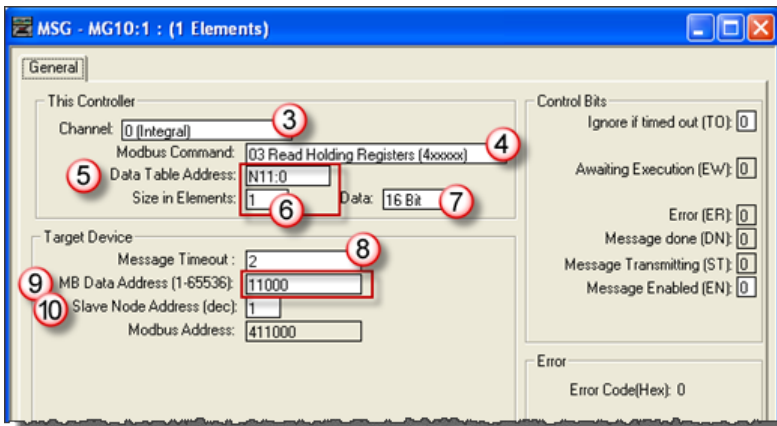 MSG - MG10:1 : (1 Elements)
General
This Controller
Channel: 0 (Integral) 3
Modbus Command: 03 Read Holding Registers (4xxxxx) 4
5 Data Table Address: N11:0
Size in Elements: 1 6 Data: 16 Bit 7
Target Device
Message Timeout : 2 8
9 MB Data Address (1-65536): 11000
10 Slave Node Address (dec): 1
Modbus Address: 411000
Control Bits
Ignore if timed out (TO): 0
Awaiting Execution (EW): 0
Error (ER): 0
Message done (DN): 0
Message Transmitting (ST): 0
Message Enabled (EN): 0
Error
Error Code(Hex): 0